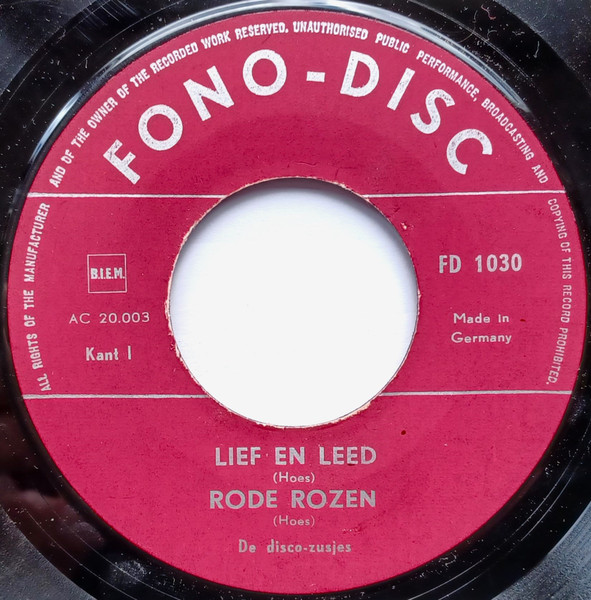 ALL RIGHTS OF THE MANUFACTURER AND OF THE OWNER OF THE RECORDED WORK RESERVED. UNAUTHORISED PUBLIC PERFORMANCE, BROADCASTING AND COPYING OF THIS RECORD PROHIBITED.
FONO-DISC
B.I.E.M.
FD 1030
AC 20.003
Made in
Germany
Kant I
LIEF EN LEED
(Hoes)
RODE ROZEN
(Hoes)
De disco-zusjes